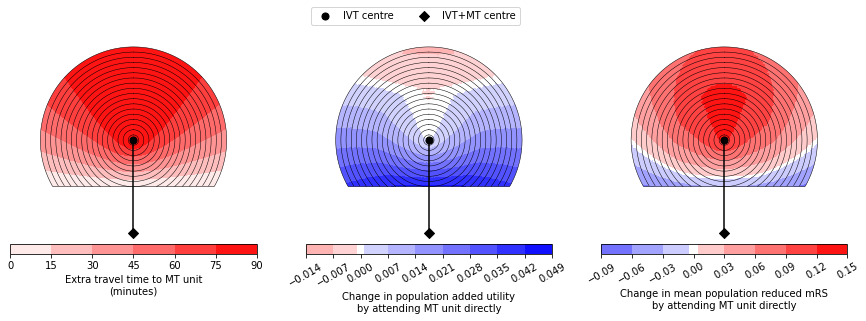 IVT centre IVT+MT centre
0 15 30 45 60 75 90
Extra travel time to MT unit
(minutes)
−0.014 −0.007 0.000 0.007 0.014 0.021 0.028 0.035 0.042 0.049
Change in population added utility
by attending MT unit directly
−0.09 −0.06 −0.03 0.00 0.03 0.06 0.09 0.12 0.15
Change in mean population reduced mRS
by attending MT unit directly